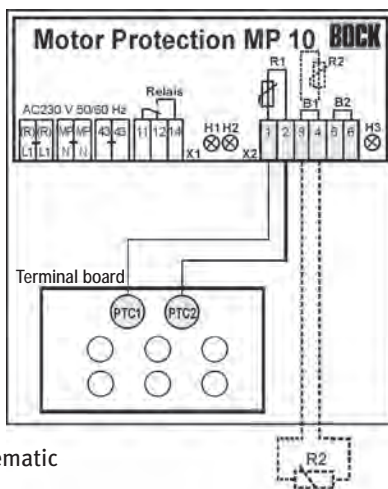 Motor Protection MP 10 BOCK
R1 R2
Relais
AC230 V 50/60 Hz
B1 B2
(R) (R) MP MP 43 43 11 12 14 H1 H2 1 2 3 4 5 6 H3
L1 L1 N N X1 X2
Terminal board
PTC1 PTC2
ematic
R2